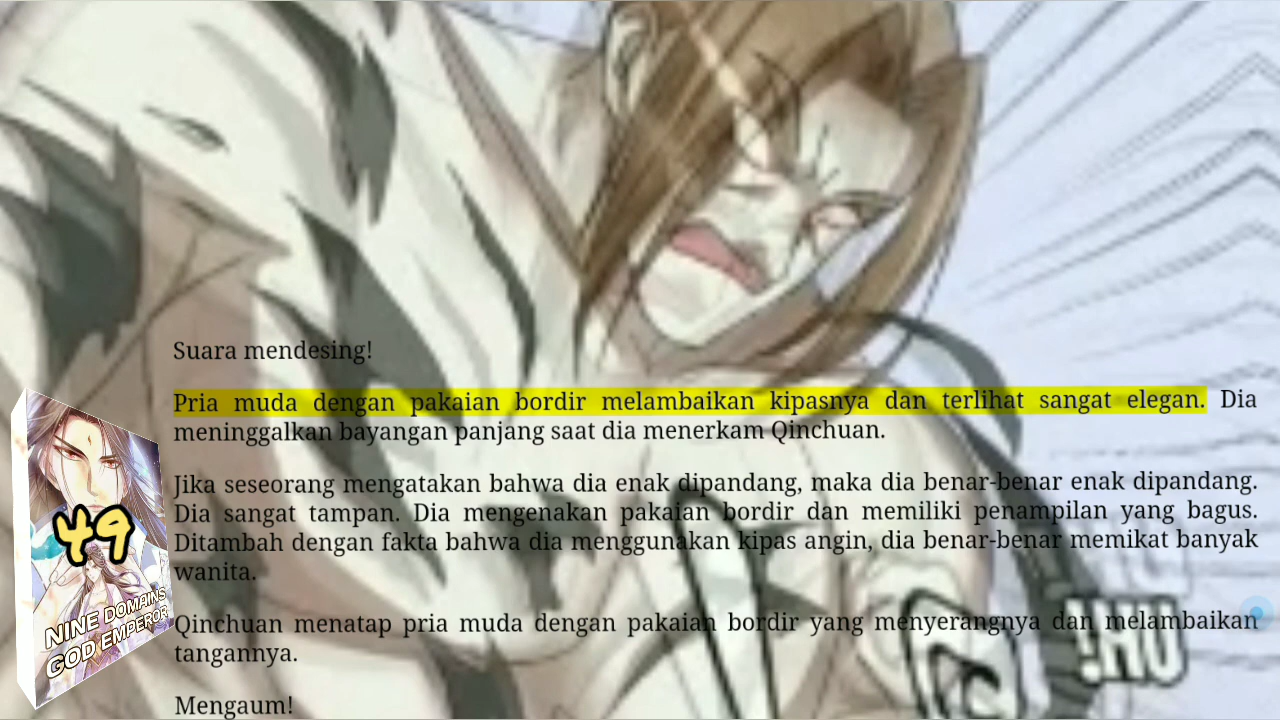 Suara mendesing!
Pria muda dengan pakaian bordir melambaikan kipasnya dan terlihat sangat elegan. Dia
meninggalkan bayangan panjang saat dia menerkam Qinchuan.
Jika seseorang mengatakan bahwa dia enak dipandang, maka dia benar-benar enak dipandang.
Dia sangat tampan. Dia mengenakan pakaian bordir dan memiliki penampilan yang bagus.
Ditambah dengan fakta bahwa dia menggunakan kipas angin, dia benar-benar memikat banyak
wanita.
Qinchuan menatap pria muda dengan pakaian bordir yang menyerangnya dan melambaikan
tangannya.
Mengaum!
49
NINE DOMAINS
GOD EMPEROR
!HU